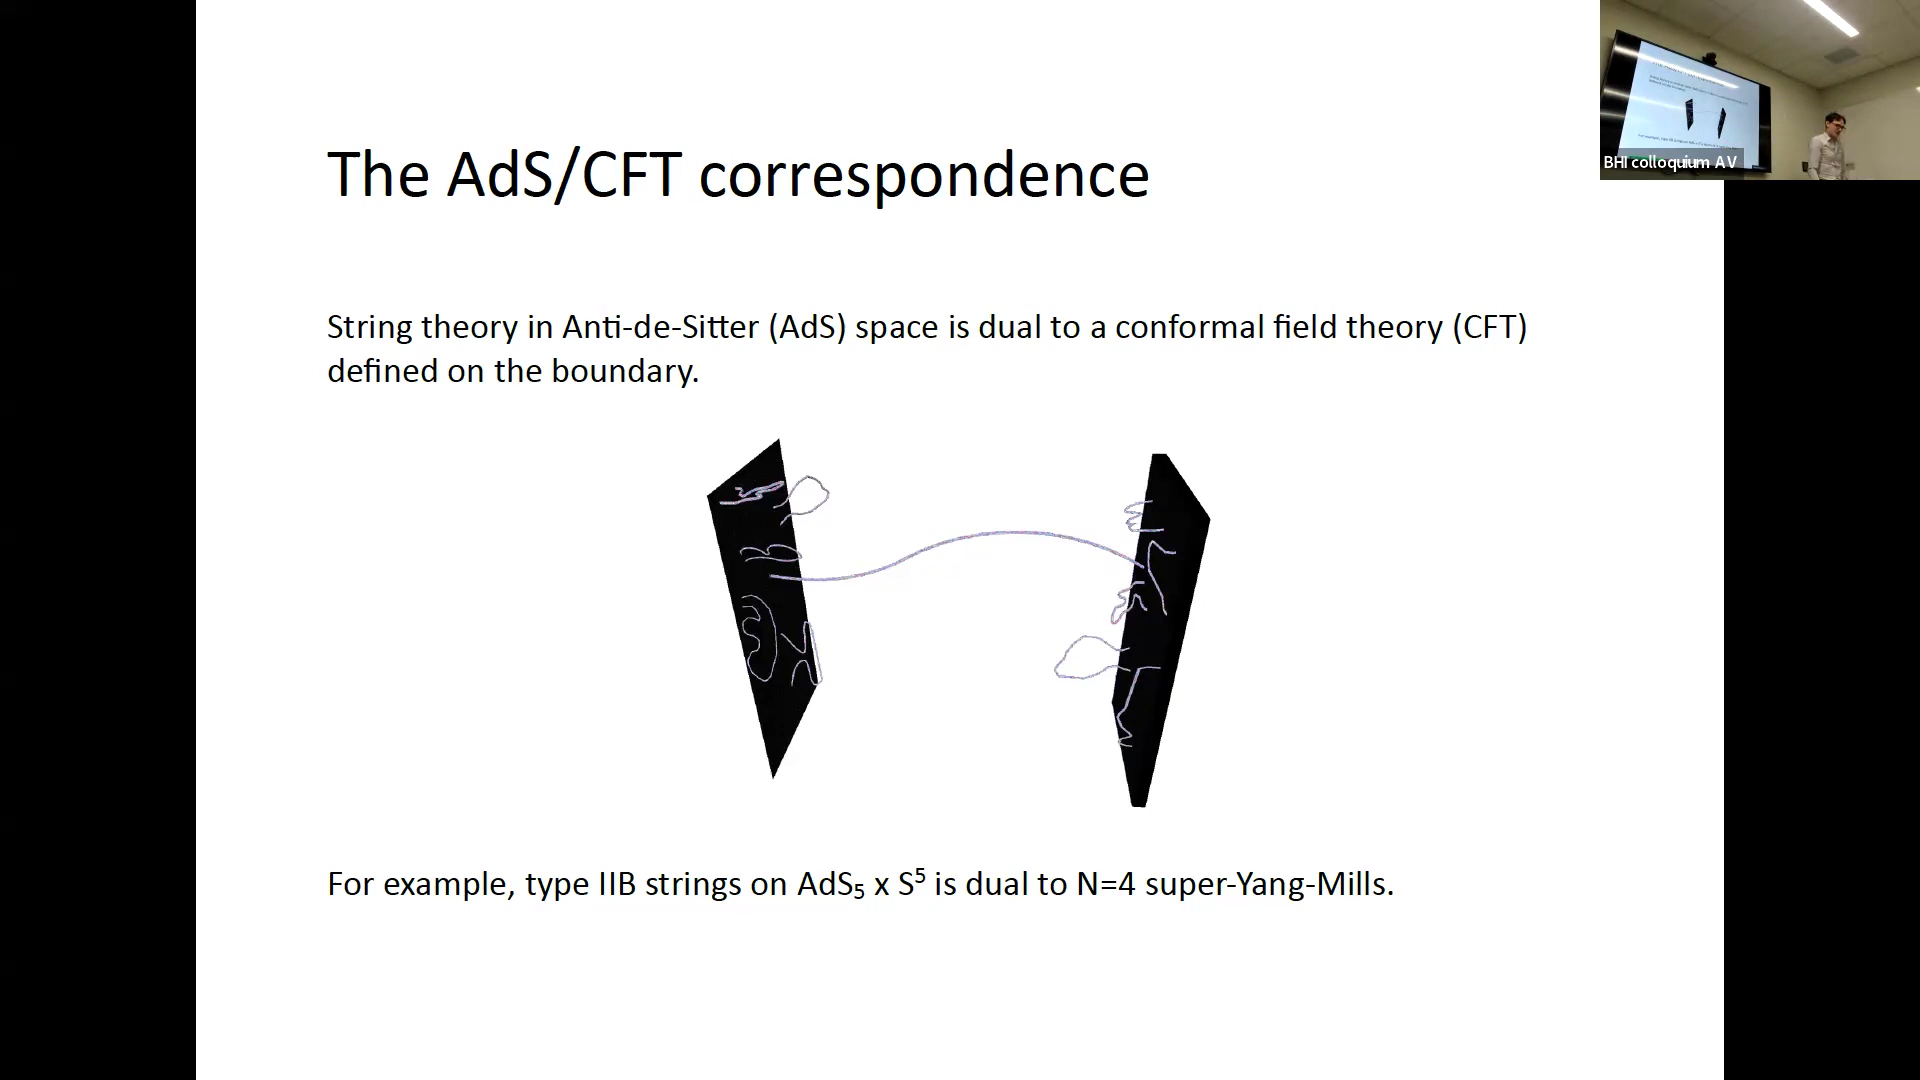 The AdS/CFT correspondence
String theory in Anti-de-Sitter (AdS) space is dual to a conformal field theory (CFT)
defined on the boundary.
For example, type IIB strings on AdS₅ x S⁵ is dual to N=4 super-Yang-Mills.
BHI colloquium AV